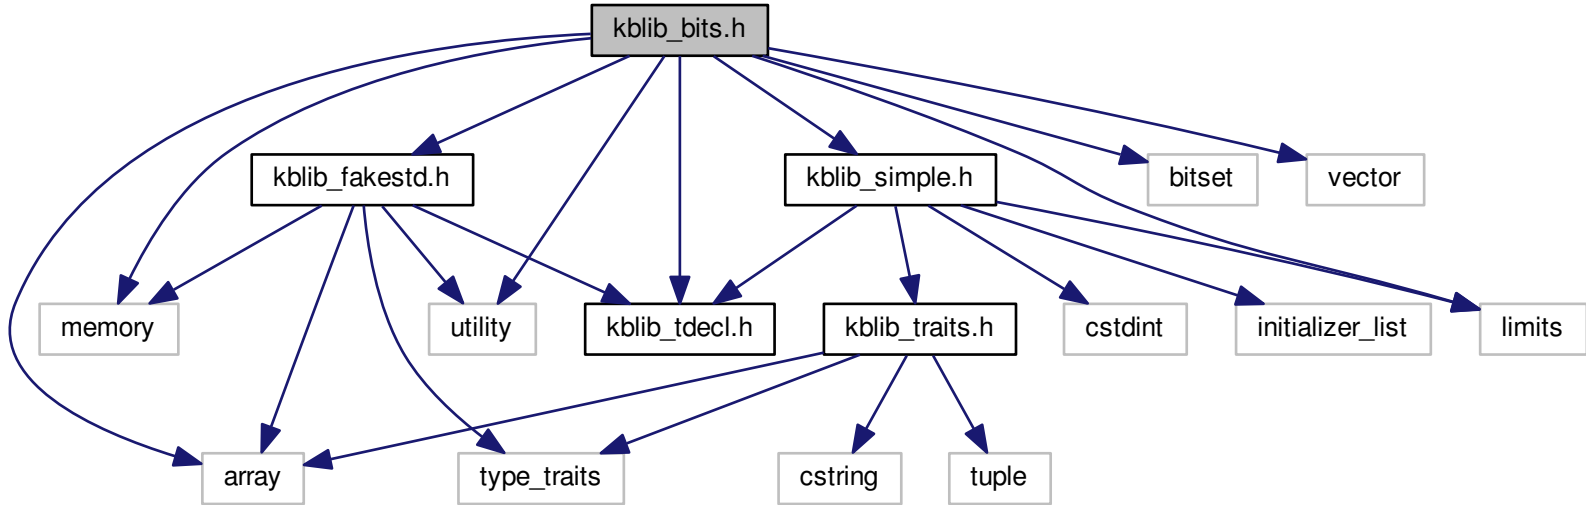 kblib_bits.h
kblib_fakestd.h
kblib_simple.h
bitset
vector
memory
utility
kblib_tdecl.h
kblib_traits.h
cstdint
initializer_list
limits
array
type_traits
cstring
tuple